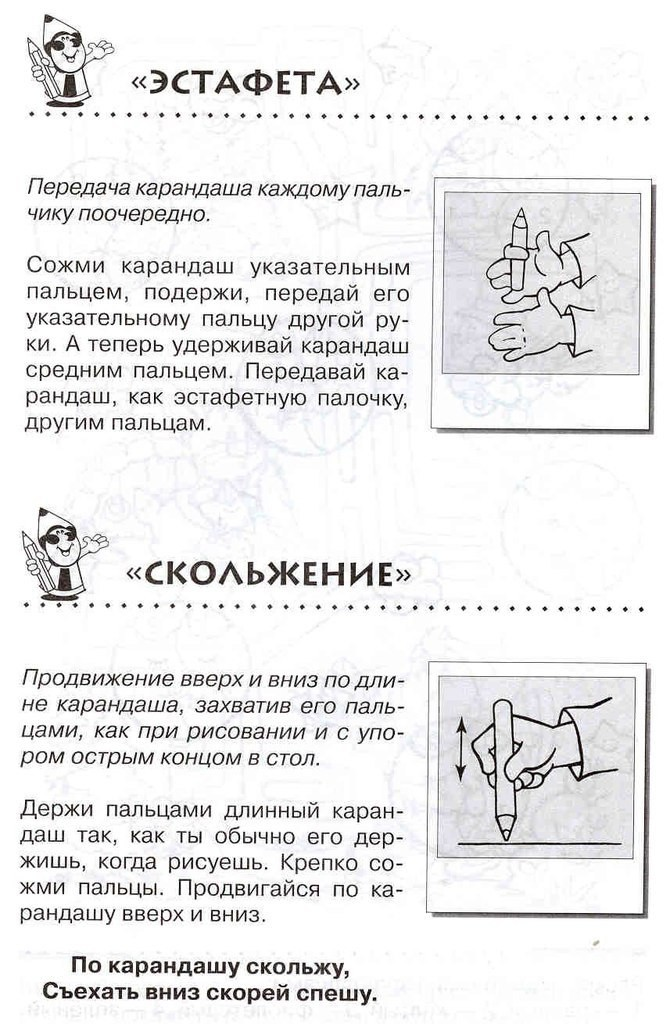 «ЭСТАФЕТА»
Передача карандаша каждому паль-
чику поочередно.
Сожми карандаш указательным
пальцем, подержи, передай его
указательному пальцу другой ру-
ки. А теперь удерживай карандаш
средним пальцем. Передавай ка-
рандаш, как эстафетную палочку,
другим пальцам.
«СКОЛЬЖЕНИЕ»
Продвижение вверх и вниз по дли-
не карандаша, захватив его паль-
цами, как при рисовании и с упо-
ром острым концом в стол.
Держи пальцами длинный каран-
даш так, как ты обычно его дер-
жишь, когда рисуешь. Крепко со-
жми пальцы. Продвигайся по ка-
рандашу вверх и вниз.
По карандашу скольжу,
Съехать вниз скорей спешу.